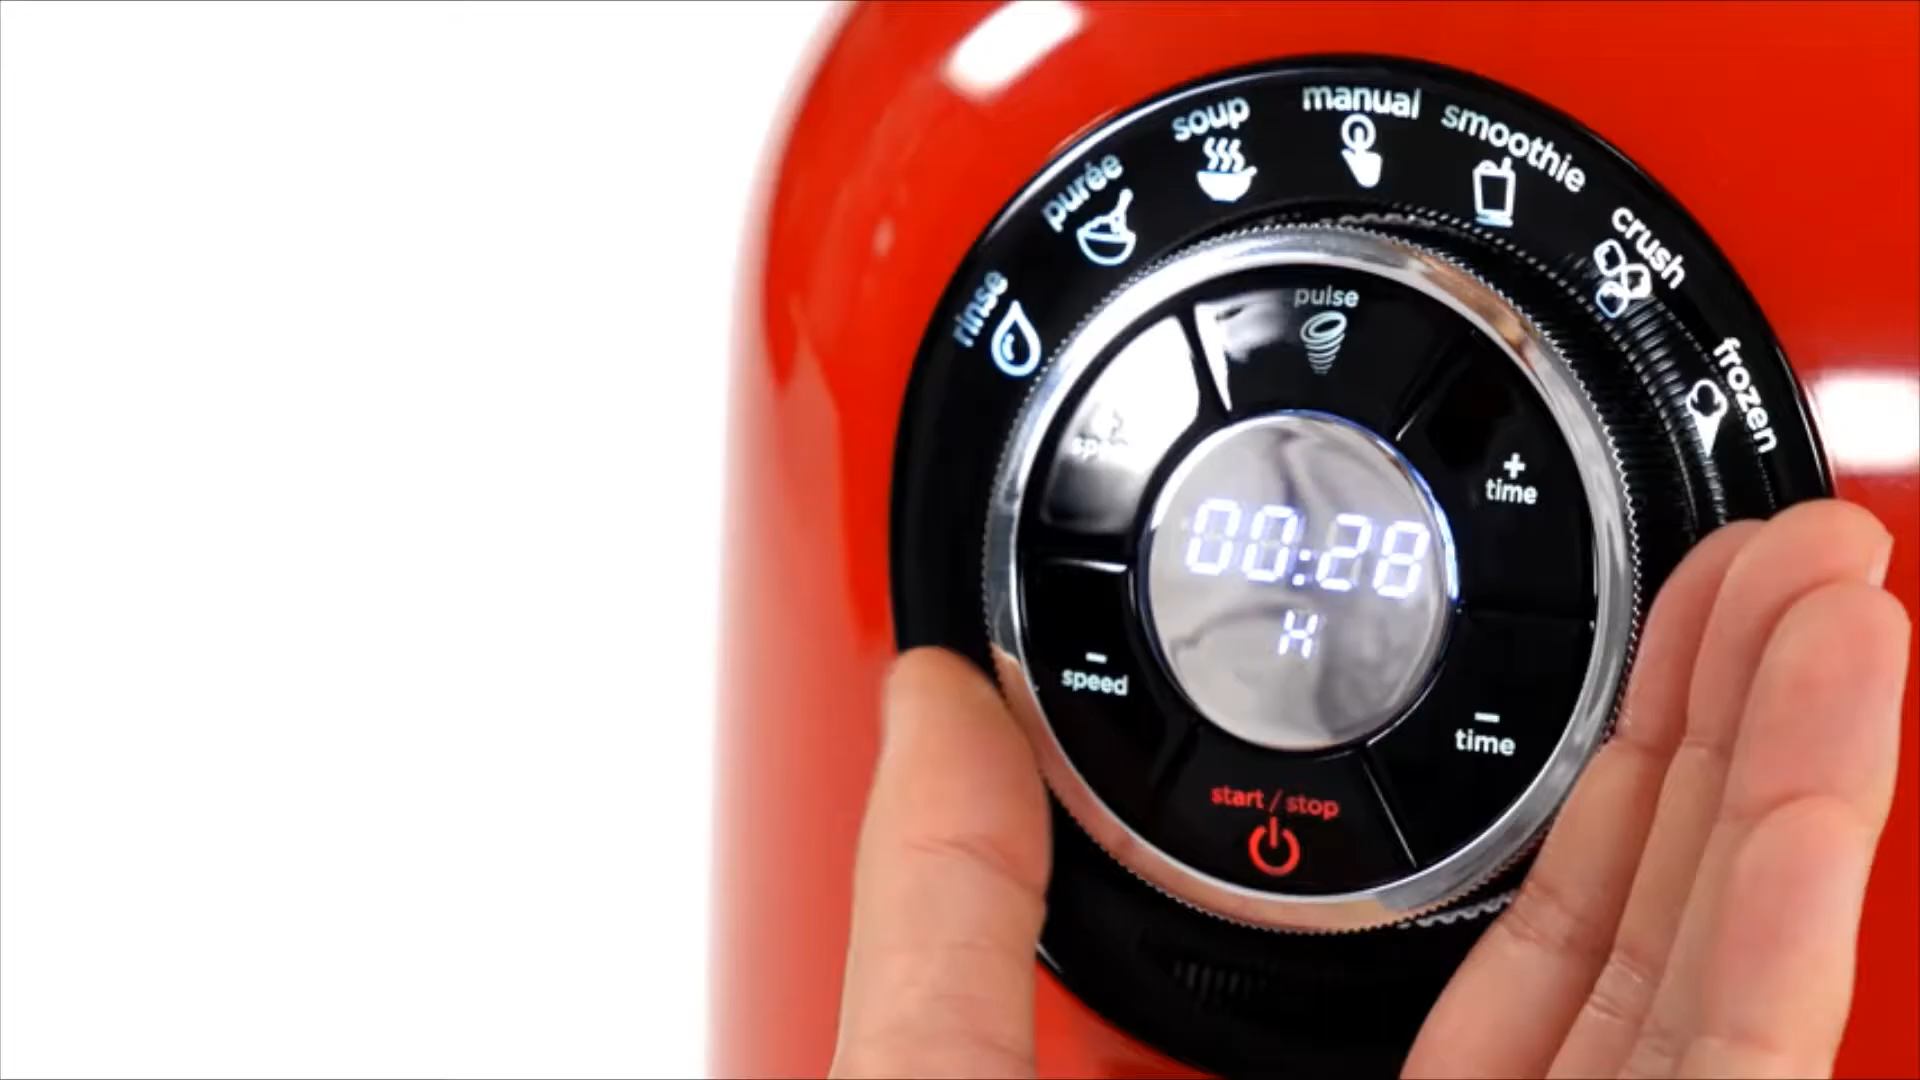 rinse
purée
soup
manual
smoothie
crush
frozen
pulse
+
time
00:28
H
−
speed
−
time
start / stop